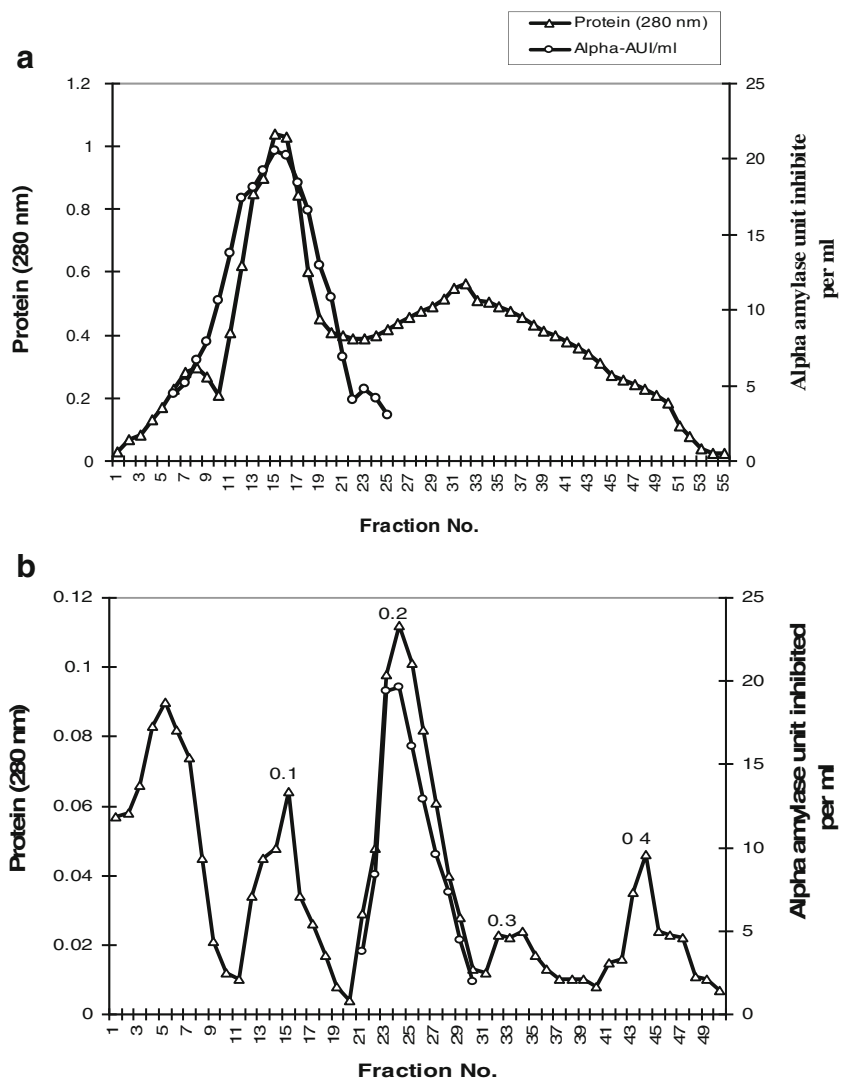 Protein (280 nm)
Alpha-AUI/ml
a
Protein (280 nm)
1.2
1
0.8
0.6
0.4
0.2
0
25
20
15
10
5
0
Alpha amylase unit inhibite
per ml
1 3 5 7 9 11 13 15 17 19 21 23 25 27 29 31 33 35 37 39 41 43 45 47 49 51 53 55
Fraction No.
b
Protein (280 nm)
0.12
0.1
0.08
0.06
0.04
0.02
0
0.1
0.2
0.3
0 4
25
20
15
10
5
0
Alpha amylase unit inhibited
per ml
1 3 5 7 9 11 13 15 17 19 21 23 25 27 29 31 33 35 37 39 41 43 45 47 49
Fraction No.